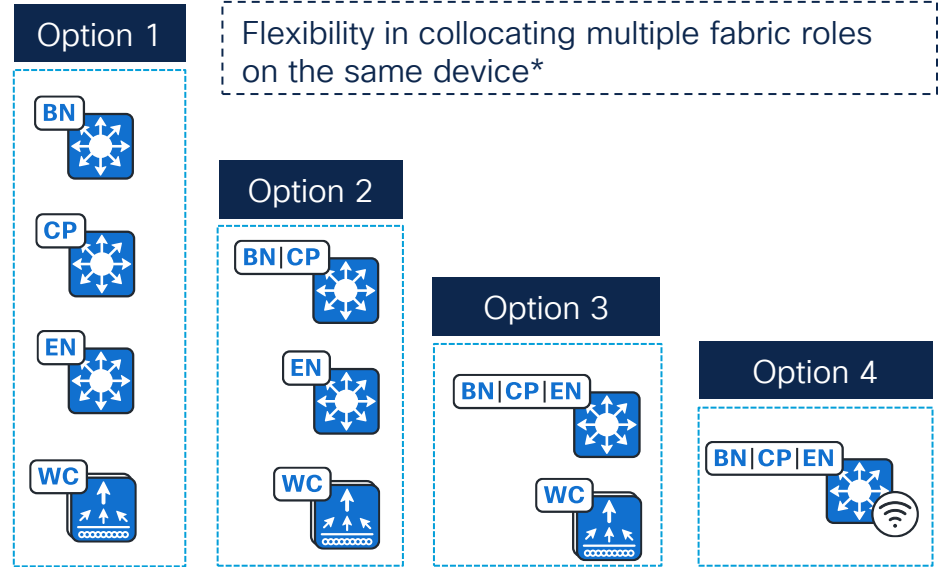 Option 1
Flexibility in collocating multiple fabric roles
on the same device*
BN
CP
EN
WC
Option 2
BN|CP
EN
WC
Option 3
BN|CP|EN
WC
Option 4
BN|CP|EN